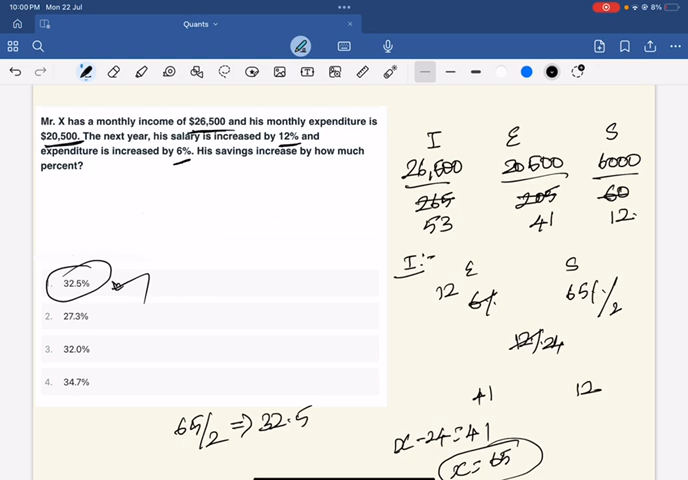 10:00 PM Mon 22 Jul
8%
Quants
Mr. X has a monthly income of $26,500 and his monthly expenditure is
$20,500. The next year, his salary is increased by 12% and
expenditure is increased by 6%. His savings increase by how much
percent?
1. 32.5%
2. 27.3%
3. 32.0%
4. 34.7%
65/2 => 32.5
I E S
26,500 20500 6000
265 205 60
53 41 12
I :- E S
12 6% 65%/2
12% 24
41 12
x-24=41
x=65